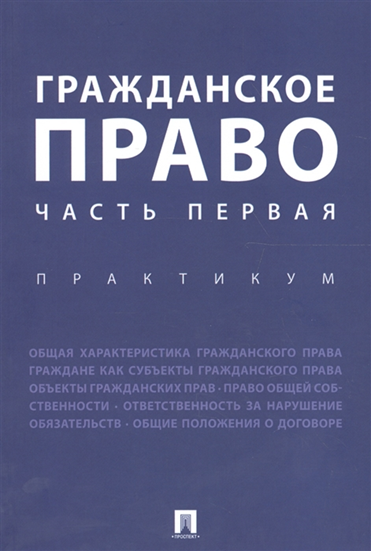 ГРАЖДАНСКОЕ
ПРАВО
ЧАСТЬ ПЕРВАЯ
ПРАКТИКУМ
ОБЩАЯ ХАРАКТЕРИСТИКА ГРАЖДАНСКОГО ПРАВА
ГРАЖДАНЕ КАК СУБЪЕКТЫ ГРАЖДАНСКОГО ПРАВА
ОБЪЕКТЫ ГРАЖДАНСКИХ ПРАВ · ПРАВО ОБЩЕЙ СОБ-
СТВЕННОСТИ · ОТВЕТСТВЕННОСТЬ ЗА НАРУШЕНИЕ
ОБЯЗАТЕЛЬСТВ · ОБЩИЕ ПОЛОЖЕНИЯ О ДОГОВОРЕ
П
·ПРОСПЕКТ·